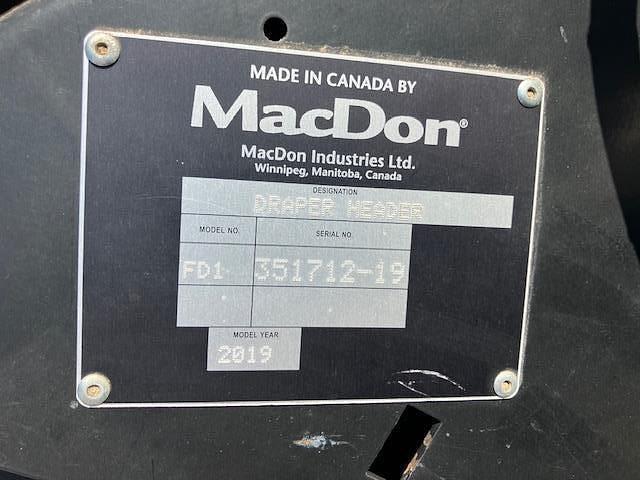 MADE IN CANADA BY
MacDon®
MacDon Industries Ltd.
Winnipeg, Manitoba, Canada
DESIGNATION
DRAPER HEADER
MODEL NO. SERIAL NO.
FD1 351712-19
MODEL YEAR
2019